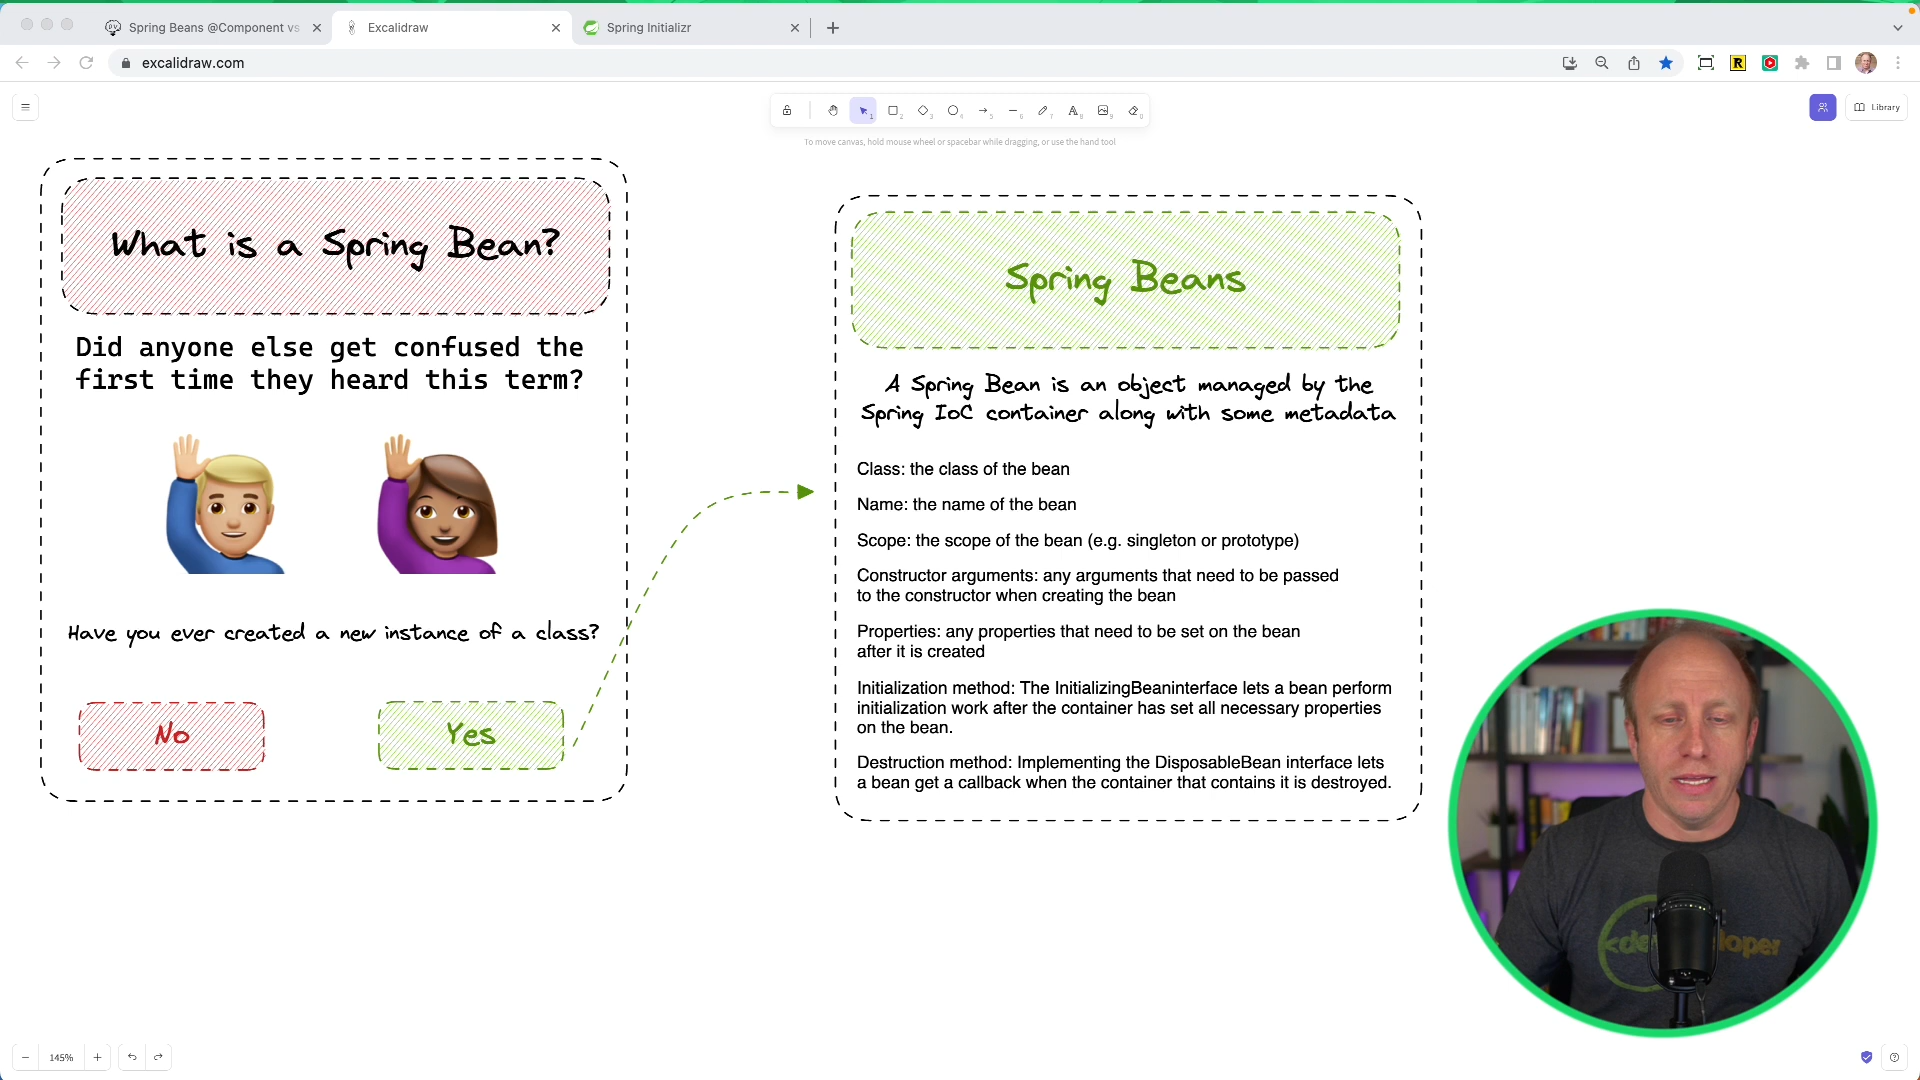 Spring Beans @Component vs
Excalidraw
Spring Initializr
excalidraw.com
Library
To move canvas, hold mouse wheel or spacebar while dragging, or use the hand tool
What is a Spring Bean?
Did anyone else get confused the
first time they heard this term?
Have you ever created a new instance of a class?
No
Yes
Spring Beans
A Spring Bean is an object managed by the
Spring IoC container along with some metadata
Class: the class of the bean
Name: the name of the bean
Scope: the scope of the bean (e.g. singleton or prototype)
Constructor arguments: any arguments that need to be passed
to the constructor when creating the bean
Properties: any properties that need to be set on the bean
after it is created
Initialization method: The InitializingBeaninterface lets a bean perform
initialization work after the container has set all necessary properties
on the bean.
Destruction method: Implementing the DisposableBean interface lets
a bean get a callback when the container that contains it is destroyed.
145%